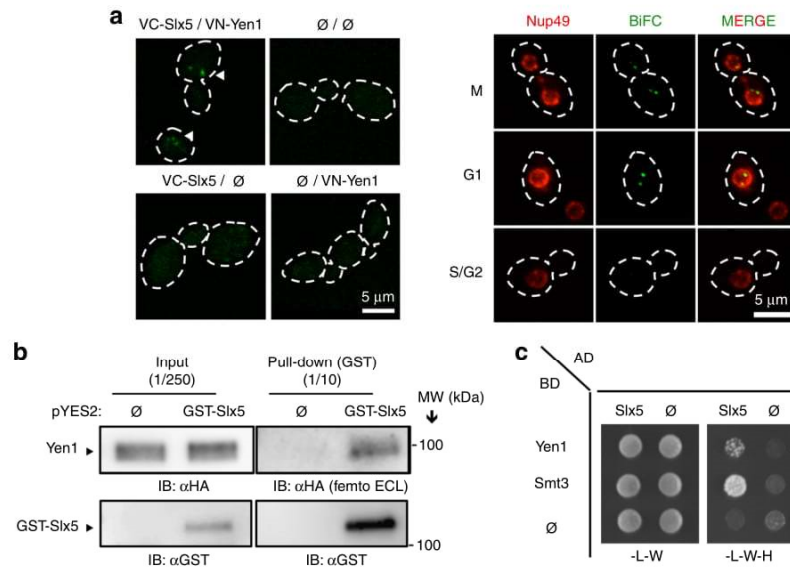 a
VC-Slx5 / VN-Yen1
Ø / Ø
VC-Slx5 / Ø
Ø / VN-Yen1
5 µm
Nup49
BiFC
MERGE
M
G1
S/G2
5 µm
b
Input
(1/250)
Pull-down (GST)
(1/10)
pYES2:
Ø
GST-Slx5
Ø
GST-Slx5
MW (kDa)
Yen1
100
IB: αHA
IB: αHA (femto ECL)
GST-Slx5
100
IB: αGST
IB: αGST
c
AD
BD
Slx5
Ø
Slx5
Ø
Yen1
Smt3
Ø
-L-W
-L-W-H